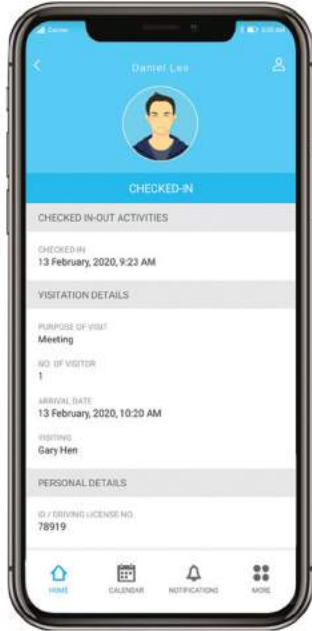 Carrier
Daniel Leo
CHECKED-IN
CHECKED IN-OUT ACTIVITIES
CHECKED-IN
13 February, 2020, 9:23 AM
VISITATION DETAILS
PURPOSE OF VISIT
Meeting
NO. OF VISITOR
1
ARRIVAL DATE
13 February, 2020, 10:20 AM
VISITING
Gary Hen
PERSONAL DETAILS
ID / DRIVING LICENSE NO.
78919
HOME CALENDAR NOTIFICATIONS MORE